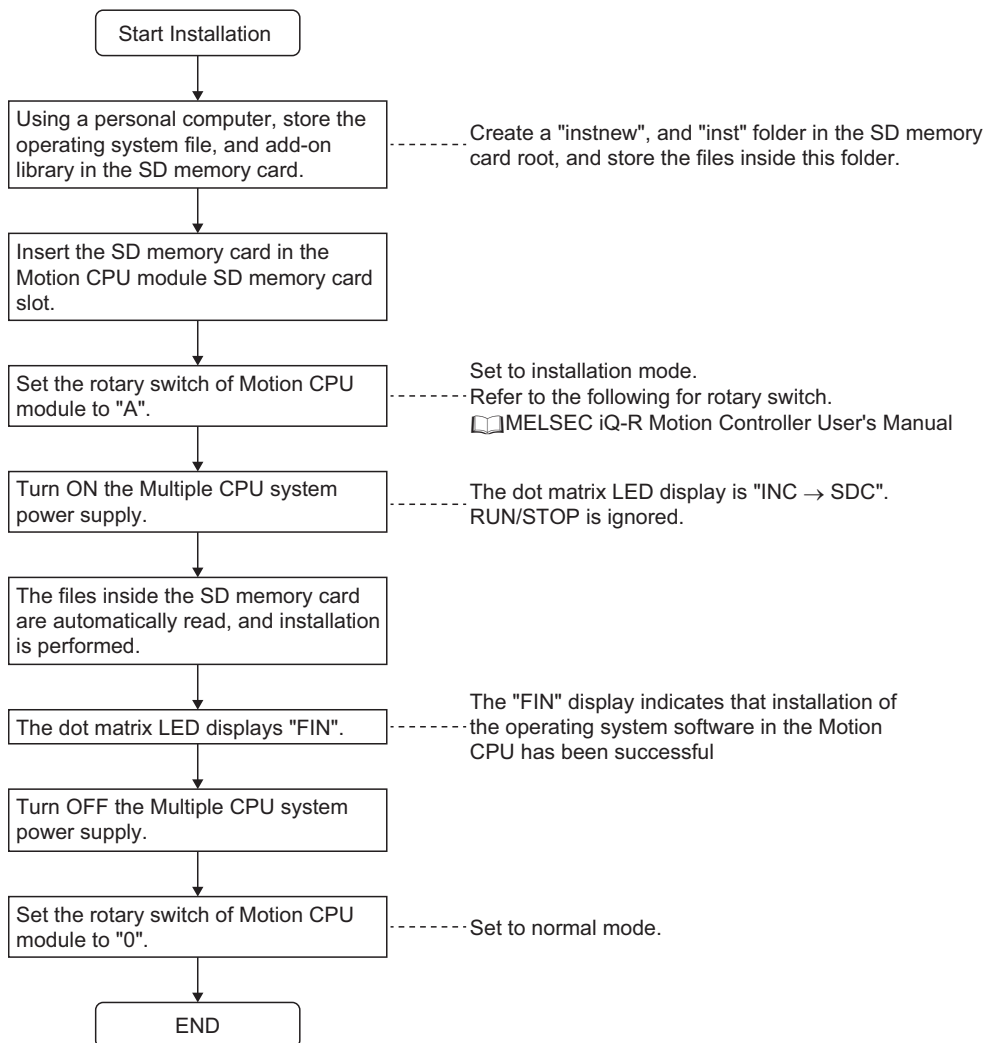 Start Installation
Using a personal computer, store the
operating system file, and add-on
library in the SD memory card.
Create a "instnew", and "inst" folder in the SD memory
card root, and store the files inside this folder.
Insert the SD memory card in the
Motion CPU module SD memory card
slot.
Set the rotary switch of Motion CPU
module to "A".
Set to installation mode.
Refer to the following for rotary switch.
MELSEC iQ-R Motion Controller User's Manual
Turn ON the Multiple CPU system
power supply.
The dot matrix LED display is "INC → SDC".
RUN/STOP is ignored.
The files inside the SD memory card
are automatically read, and installation
is performed.
The dot matrix LED displays "FIN".
The "FIN" display indicates that installation of
the operating system software in the Motion
CPU has been successful
Turn OFF the Multiple CPU system
power supply.
Set the rotary switch of Motion CPU
module to "0".
Set to normal mode.
END